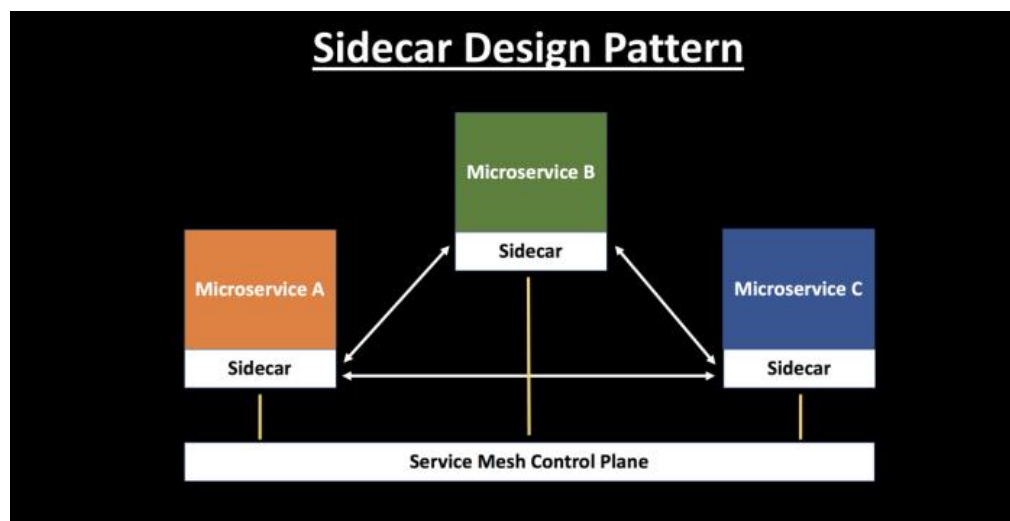 Sidecar Design Pattern
Microservice B
Sidecar
Microservice A
Sidecar
Microservice C
Sidecar
Service Mesh Control Plane